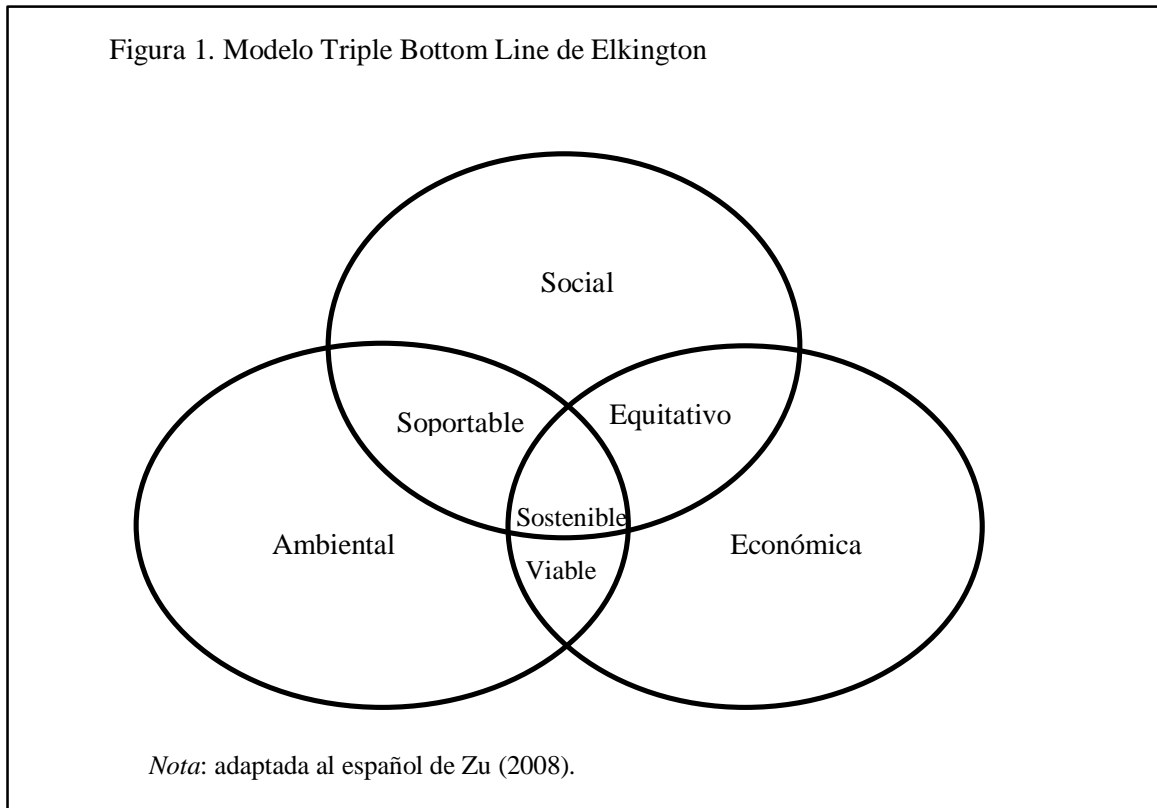 Figura 1. Modelo Triple Bottom Line de Elkington
Social
Soportable
Equitativo
Sostenible
Ambiental
Económica
Viable
Nota: adaptada al español de Zu (2008).